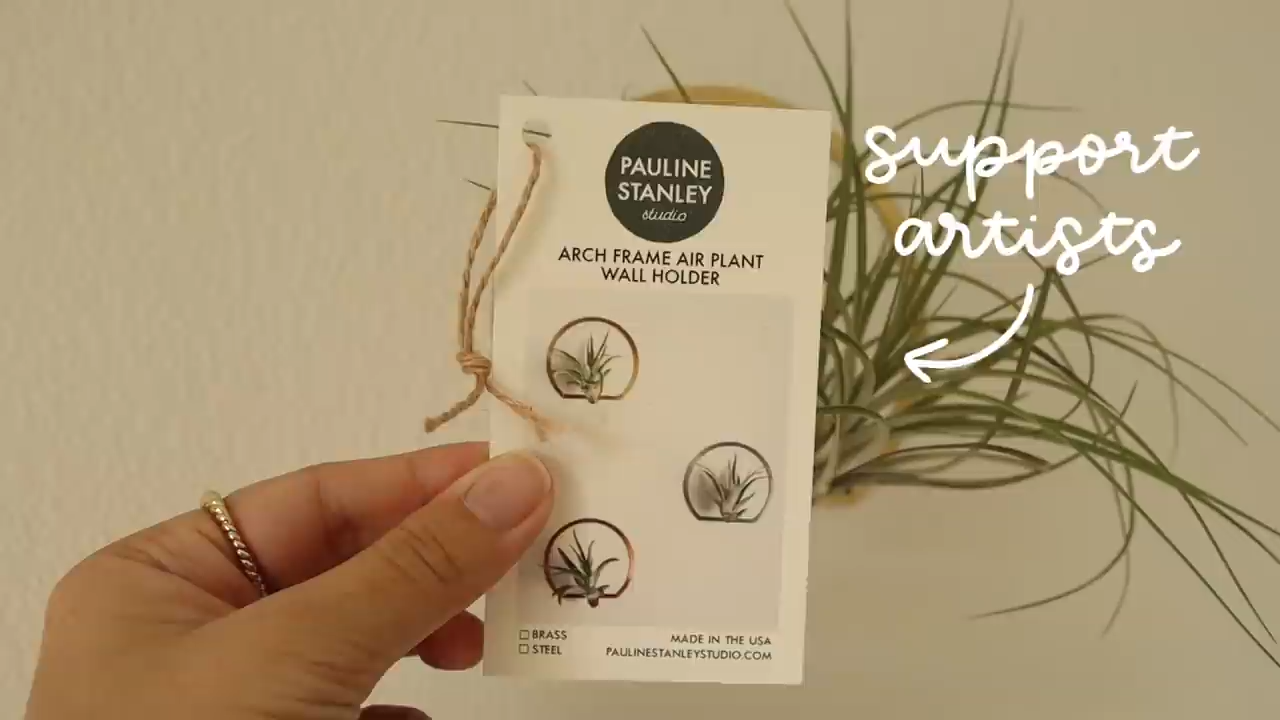 PAULINE
STANLEY
studio
ARCH FRAME AIR PLANT
WALL HOLDER
support
artists
☐ BRASS
☐ STEEL
MADE IN THE USA
PAULINESTANLEYSTUDIO.COM